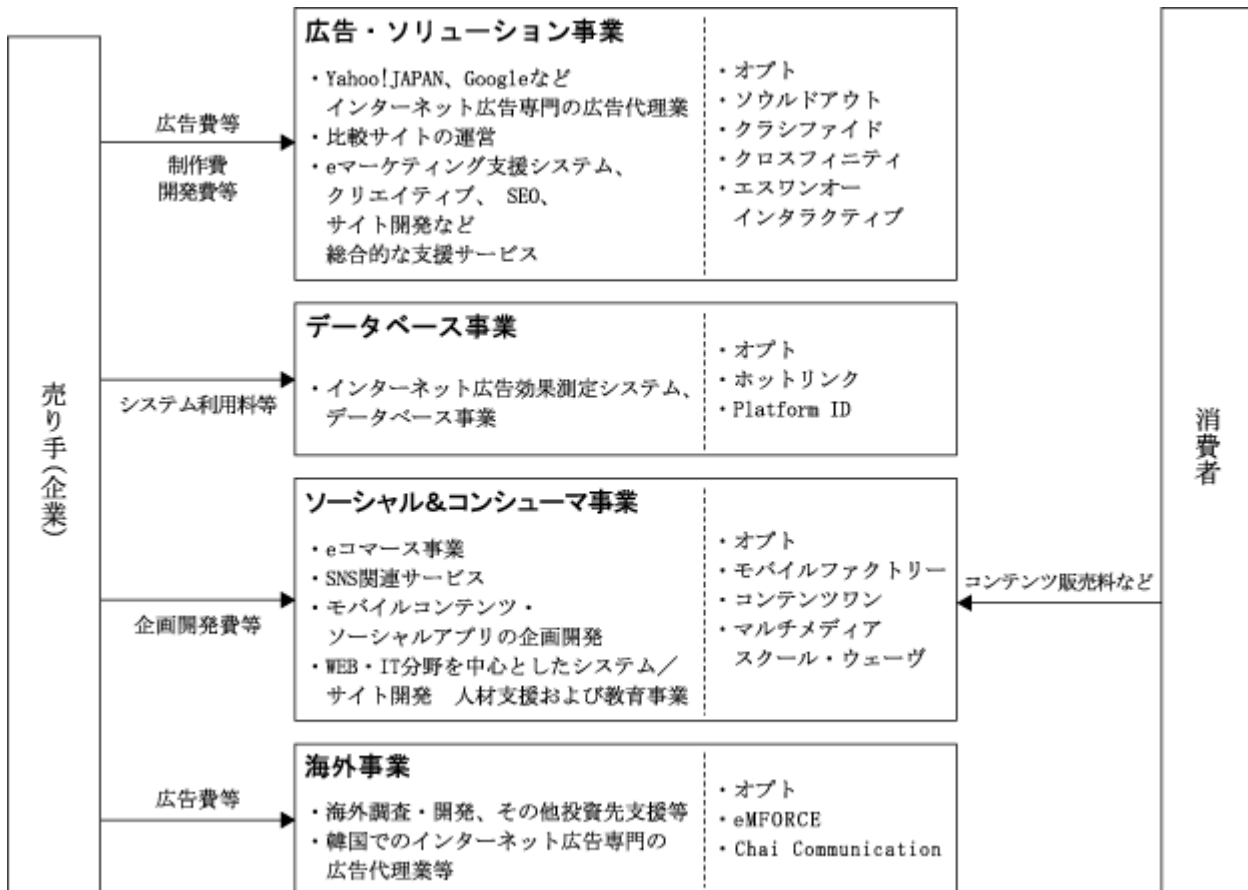 売り手(企業)
広告費等
制作費
開発費等
広告・ソリューション事業
・Yahoo!JAPAN、Googleなど
インターネット広告専門の広告代理業
・比較サイトの運営
・eマーケティング支援システム、
クリエイティブ、 SEO、
サイト開発など
総合的な支援サービス
・オプト
・ソウルドアウト
・クラシファイド
・クロスフィニティ
・エスワンオー
インタラクティブ
システム利用料等
データベース事業
・インターネット広告効果測定システム、
データベース事業
・オプト
・ホットリンク
・Platform ID
企画開発費等
ソーシャル&コンシューマ事業
・eコマース事業
・SNS関連サービス
・モバイルコンテンツ・
ソーシャルアプリの企画開発
・WEB・IT分野を中心としたシステム/
サイト開発 人材支援および教育事業
・オプト
・モバイルファクトリー
・コンテンツワン
・マルチメディア
スクール・ウェーヴ
コンテンツ販売料など
消費者
広告費等
海外事業
・海外調査・開発、その他投資先支援等
・韓国でのインターネット広告専門の
広告代理業等
・オプト
・eMFORCE
・Chai Communication